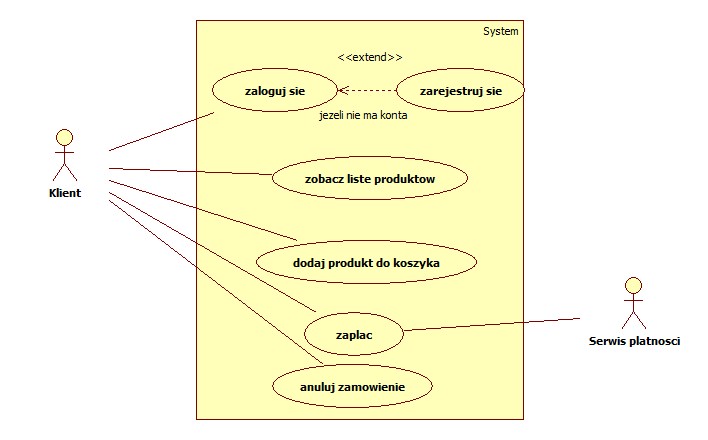 System
<<extend>>
zaloguj sie
zarejestruj sie
jezeli nie ma konta
Klient
zobacz liste produktow
dodaj produkt do koszyka
zaplac
Serwis platnosci
anuluj zamowienie